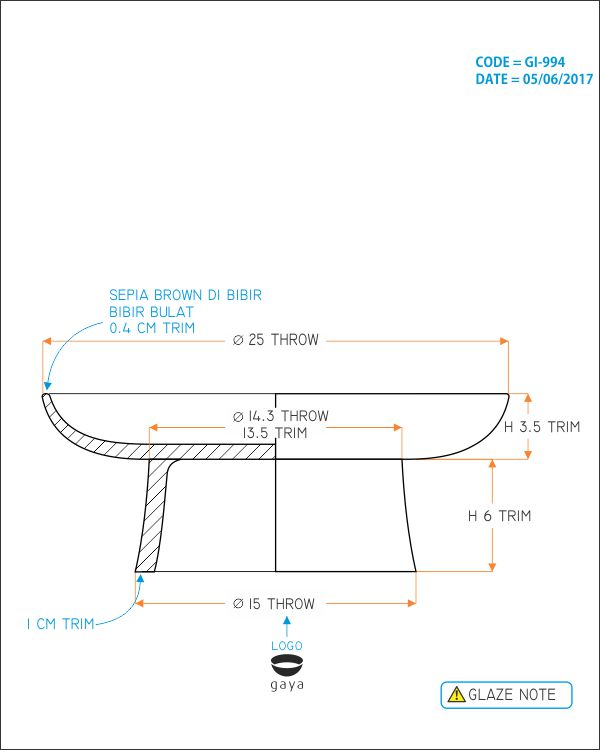 CODE = GI-994
DATE = 05/06/2017
SEPIA BROWN DI BIBIR
BIBIR BULAT
0.4 CM TRIM
Ø 25 THROW
Ø 14.3 THROW
13.5 TRIM
H 3.5 TRIM
H 6 TRIM
Ø 15 THROW
1 CM TRIM
LOGO
gaya
GLAZE NOTE